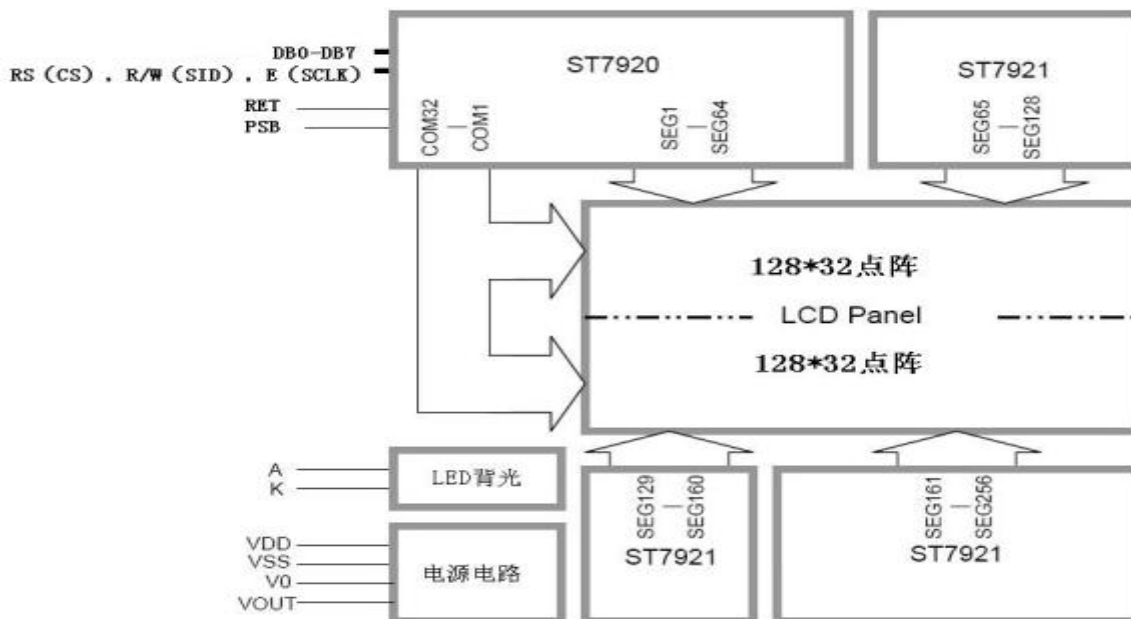 DB0-DB7
RS(CS).R/W(SID).E(SCLK)
RET
PSB
ST7920
COM32
—
COM1
SEG1
—
SEG64
ST7921
SEG65
—
SEG128
128*32点阵
LCD Panel
128*32点阵
A
K
LED背光
VDD
VSS
V0
VOUT
电源电路
SEG129
—
SEG160
ST7921
SEG161
—
SEG256
ST7921